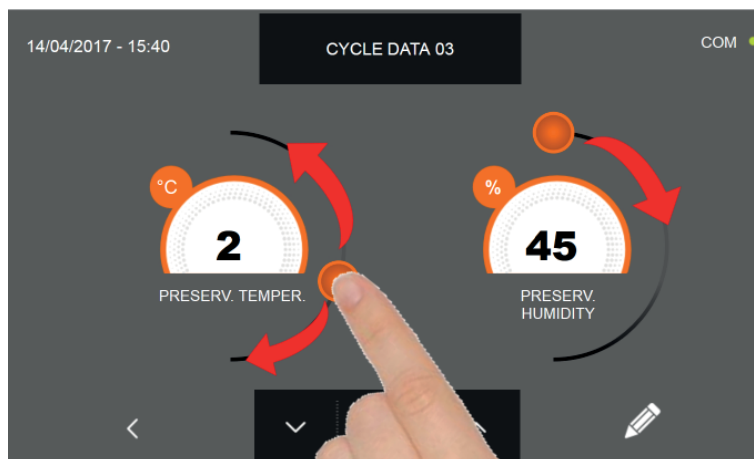 14/04/2017 - 15:40
CYCLE DATA 03
COM
°C
2
PRESERV. TEMPER.
%
45
PRESERV.
HUMIDITY